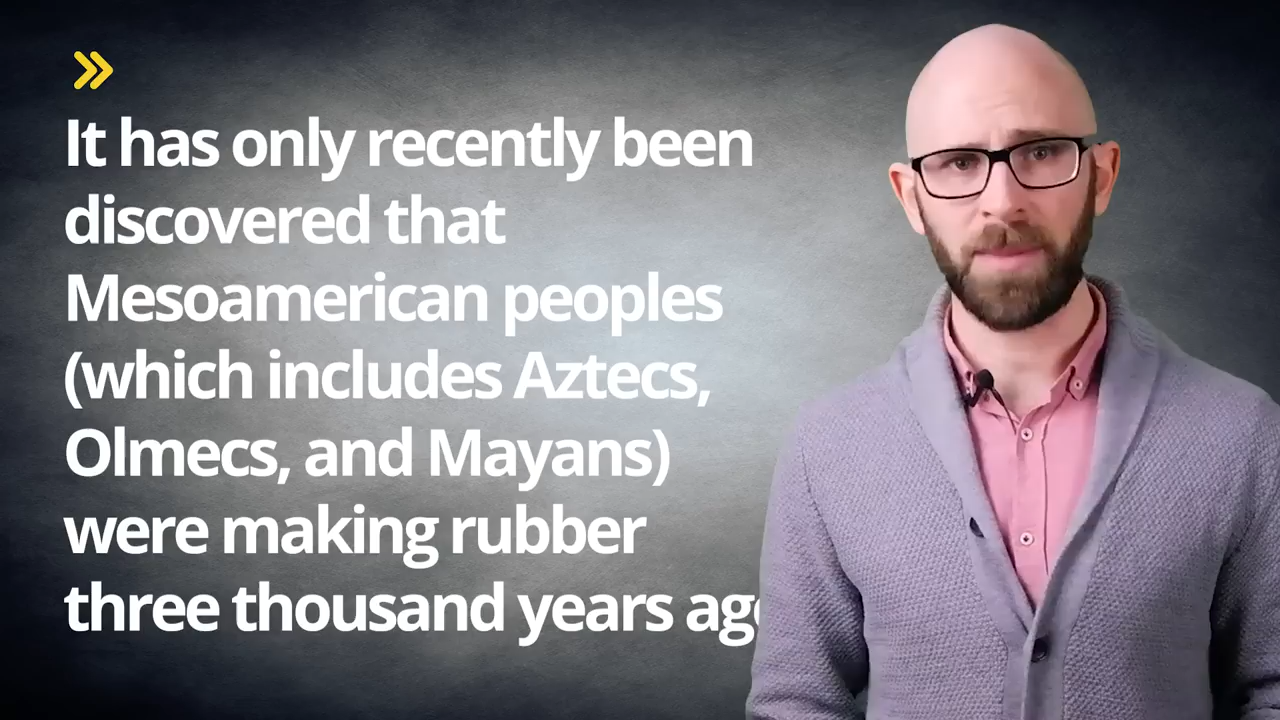 It has only recently been
discovered that
Mesoamerican peoples
(which includes Aztecs,
Olmecs, and Mayans)
were making rubber
three thousand years ago